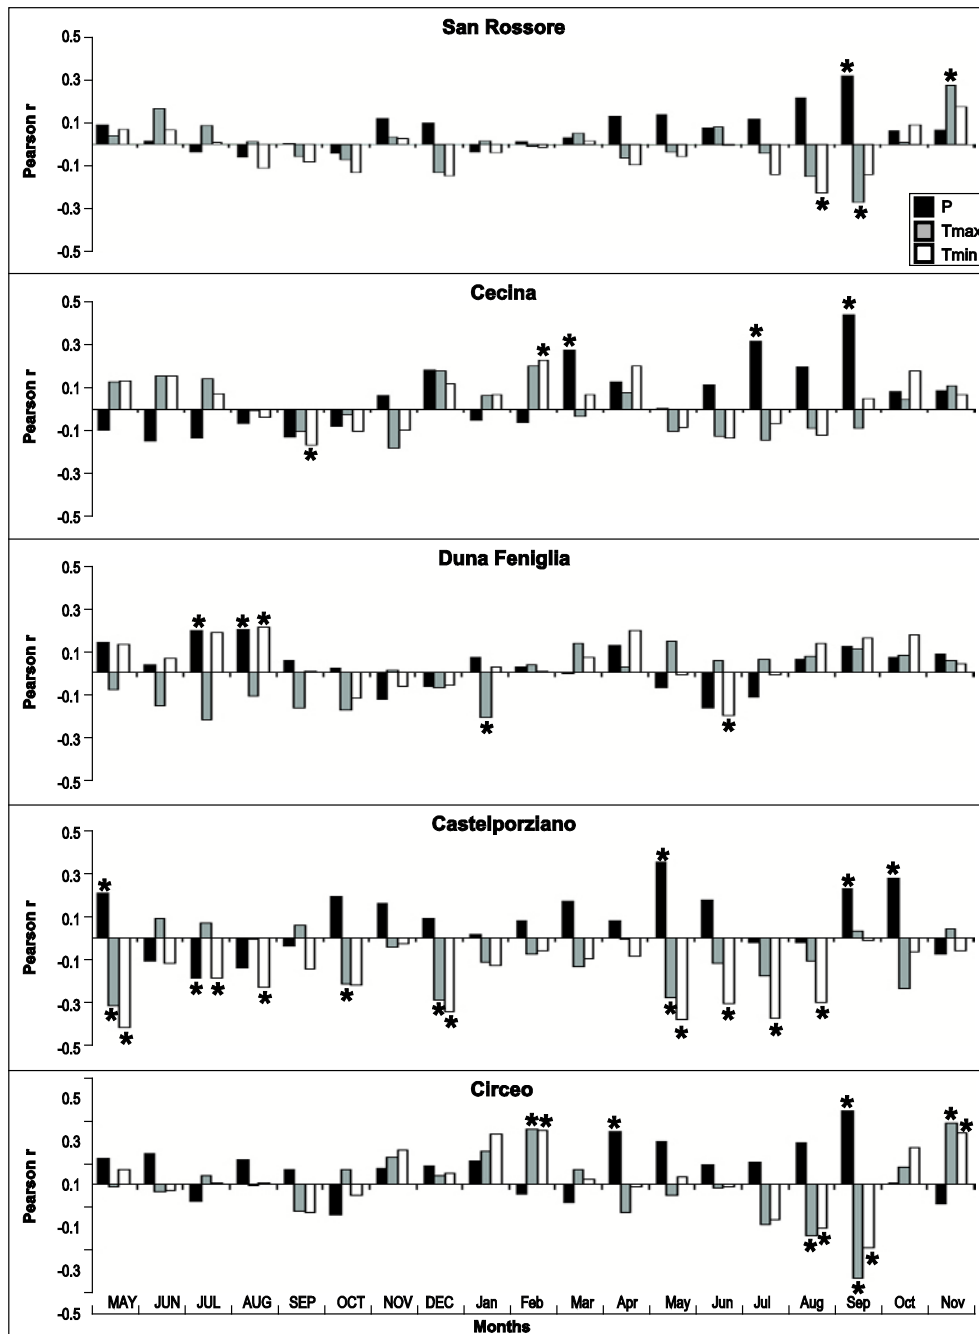 San Rossore
0.5
0.3
0.1
-0.1
-0.3
-0.5
Pearson r
* * * * *
P
Tmax
Tmin
Cecina
0.5
0.3
0.1
-0.1
-0.3
-0.5
Pearson r
* * * * *
Duna Feniglia
0.5
0.3
0.1
-0.1
-0.3
-0.5
Pearson r
* * * * *
Castelporziano
0.5
0.3
0.1
-0.1
-0.3
-0.5
Pearson r
* * * * * * * * * * * * * * * * *
Circeo
0.5
0.3
0.1
-0.1
-0.3
-0.5
Pearson r
* * * * * * * * * *
MAY JUN JUL AUG SEP OCT NOV DEC Jan Feb Mar Apr May Jun Jul Aug Sep Oct Nov
Months